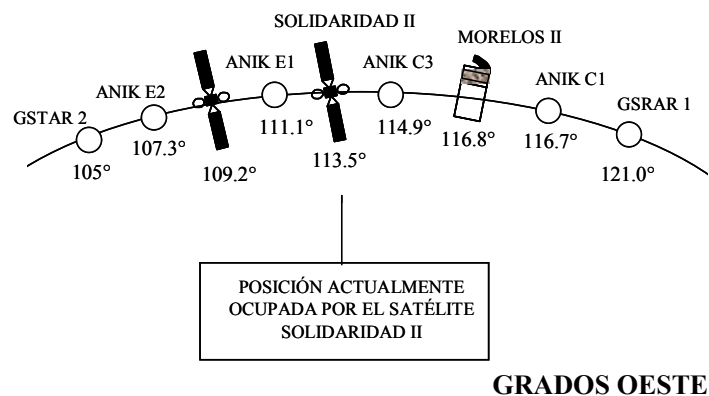 SOLIDARIDAD II
MORELOS II
ANIK E1
ANIK C3
ANIK E2
ANIK C1
GSTAR 2
GSRAR 1
105°
107.3°
109.2°
111.1°
113.5°
114.9°
116.8°
116.7°
121.0°
POSICIÓN ACTUALMENTE
OCUPADA POR EL SATÉLITE
SOLIDARIDAD II
GRADOS OESTE